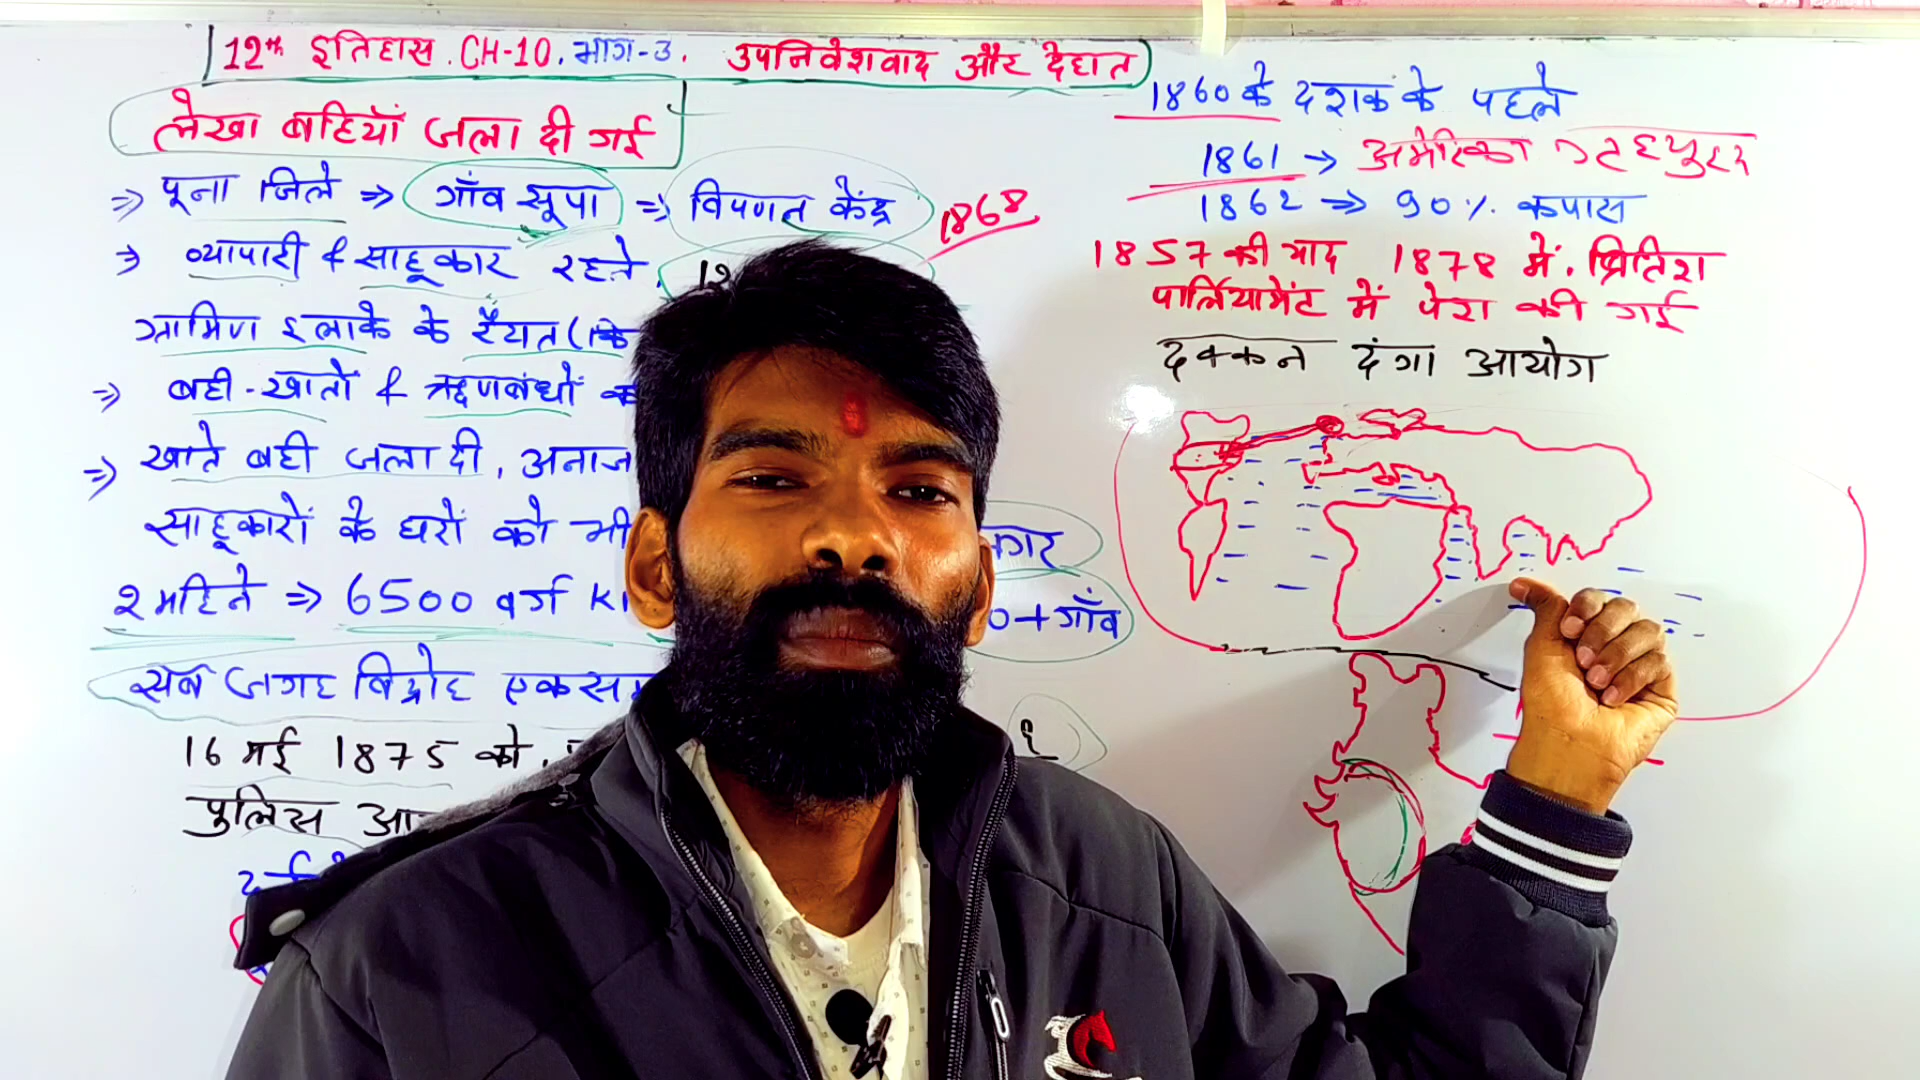 12th इतिहास. CH-10. भाग-3. उपनिवेशवाद और देहात
लेखा बहियाँ जला दी गई
⇒ पूना जिले ⇒ गाँव सूपा ⇒ विपणन केंद्र
1868
⇒ व्यापारी & साहूकार रहते.
ग्रामिण इलाके के रैयत (
⇒ बही-खातों & ऋणबंधों
⇒ खाते बही जला दी, अनाज
साहूकारों के घरों को भी
२ महिने ⇒ 6500 वर्ग
+ गाँव
सब जगह विद्रोह एकसमा
16 मई 1875 को.
पुलिस आ
1860 के दशक के पहले
1861 → अमेरिका गृहयुद्ध
1862 ⇒ 90% कपास
1857 की याद 1878 में. ब्रितिश
पार्लियामेंट में पेश की गई
दक्कन दंगा आयोग